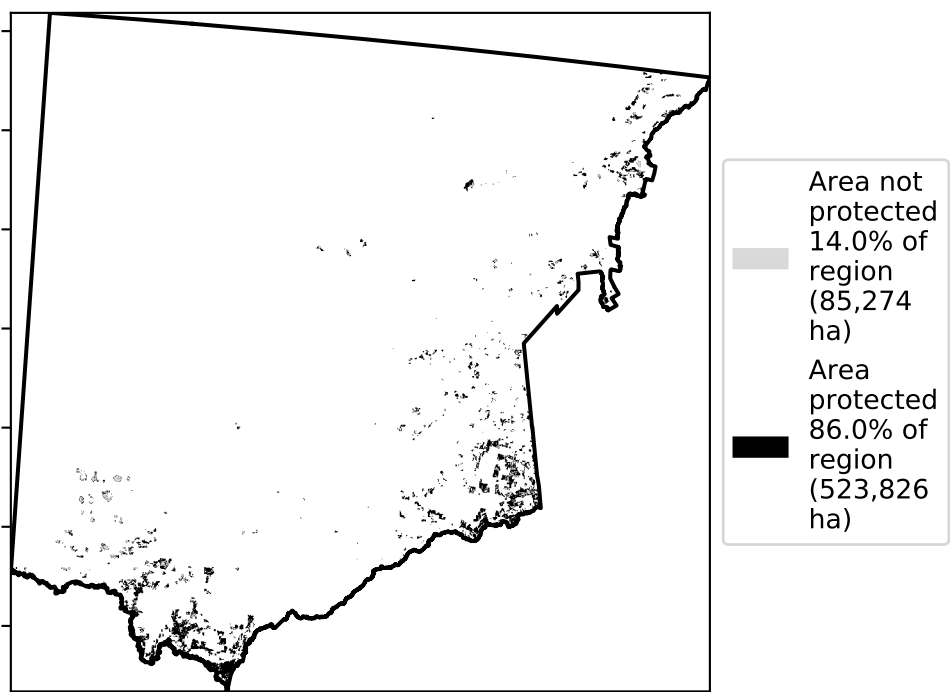 Area not
protected
14.0% of
region
(85,274
ha)
Area
protected
86.0% of
region
(523,826
ha)